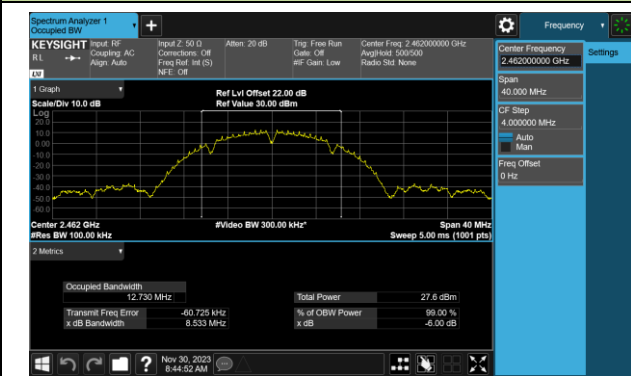 Spectrum Analyzer 1
Occupied BW
+
Frequency
KEYSIGHT
RL
LXI
Input: RF
Coupling: AC
Align: Auto
Input Z: 50 Ω
Corrections: Off
Freq Ref: Int (S)
NFE: Off
Atten: 20 dB
Trig: Free Run
Gate: Off
#IF Gain: Low
Center Freq: 2.462000000 GHz
Avg|Hold: 500/500
Radio Std: None
Center Frequency
2.462000000 GHz
Settings
Span
40.000 MHz
CF Step
4.000000 MHz
Auto
Man
Freq Offset
0 Hz
1 Graph
Scale/Div 10.0 dB
Ref Lvl Offset 22.00 dB
Ref Value 30.00 dBm
Log
20.0
10.0
0.00
-10.0
-20.0
-30.0
-40.0
-50.0
-60.0
Center 2.462 GHz
#Res BW 100.00 kHz
#Video BW 300.00 kHz*
Span 40 MHz
Sweep 5.00 ms (1001 pts)
2 Metrics
Occupied Bandwidth
12.730 MHz
Total Power 27.6 dBm
Transmit Freq Error -60.725 kHz
% of OBW Power 99.00 %
x dB Bandwidth 8.533 MHz
x dB -6.00 dB
?
Nov 30, 2023
8:44:52 AM